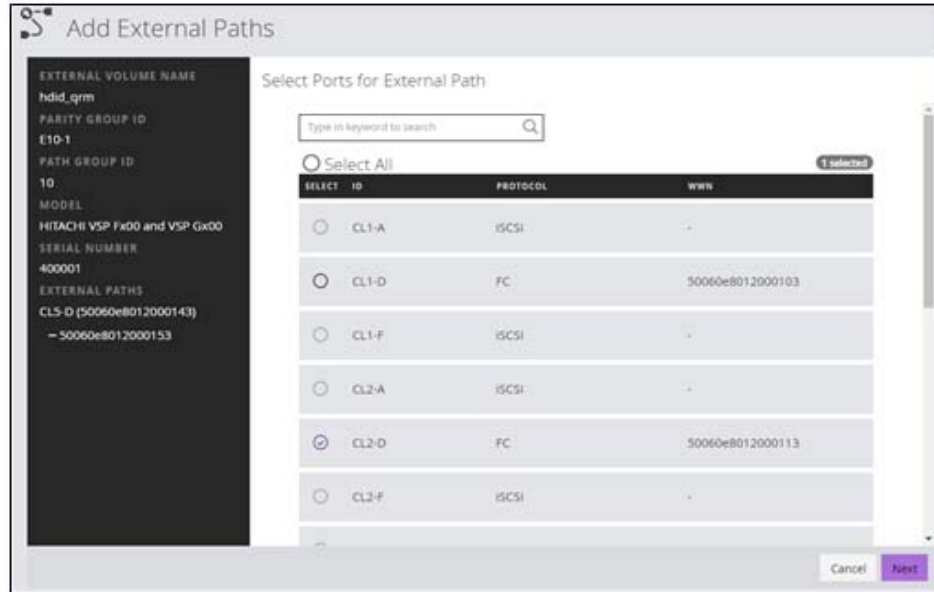 Add External Paths
EXTERNAL VOLUME NAME
hdid_qrm
PARITY GROUP ID
E10-1
PATH GROUP ID
10
MODEL
HITACHI VSP Fx00 and VSP Gx00
SERIAL NUMBER
400001
EXTERNAL PATHS
CL5-D (50060e8012000143)
– 50060e8012000153
Select Ports for External Path
Type in keyword to search
Select All
1 selected
SELECT ID PROTOCOL WWN
CL1-A iSCSI -
CL1-D FC 50060e8012000103
CL1-F iSCSI -
CL2-A iSCSI -
CL2-D FC 50060e8012000113
CL2-F iSCSI -
Cancel Next